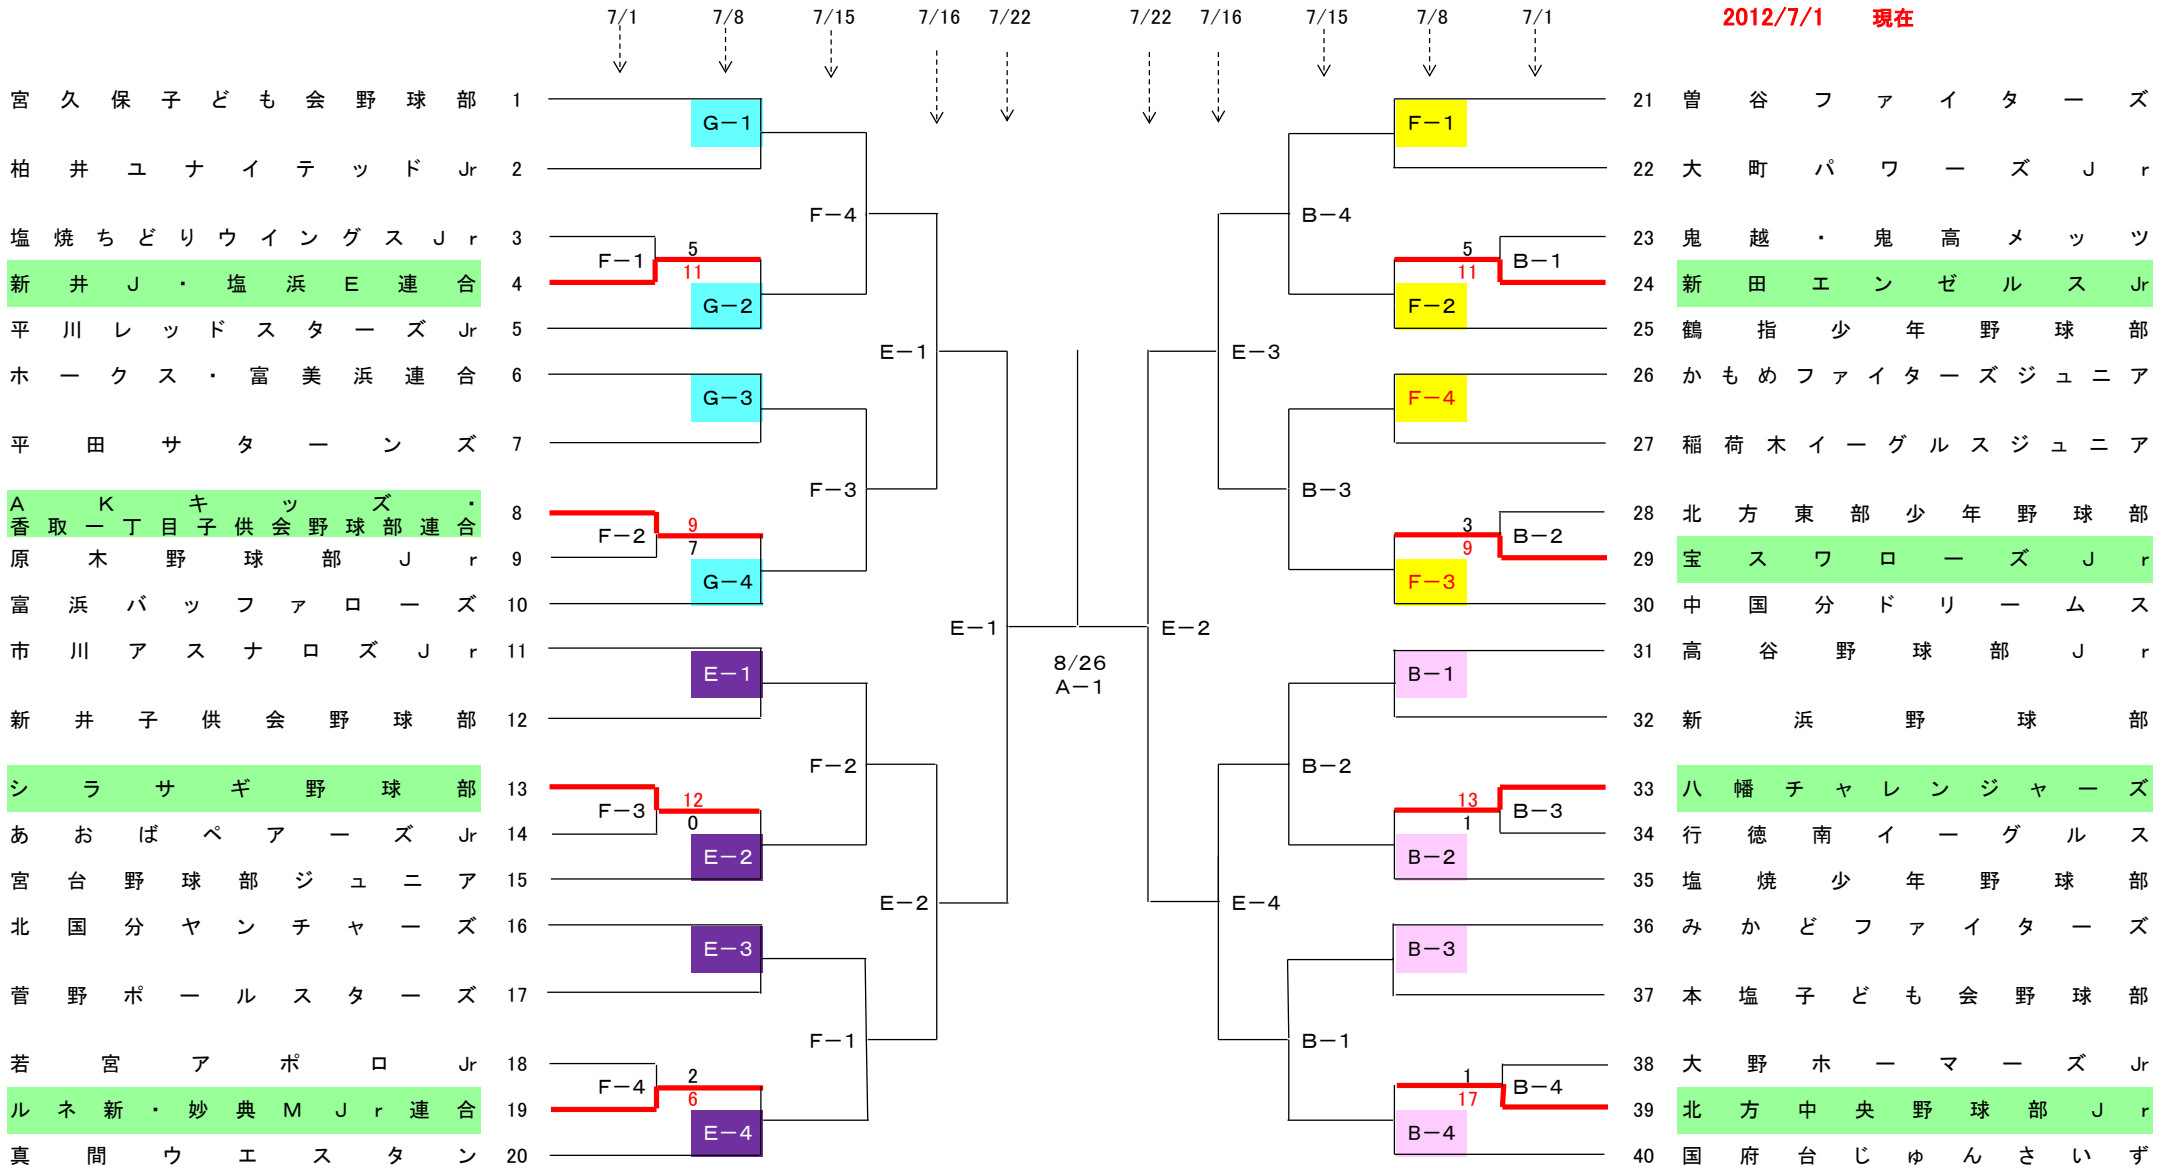 7/1 7/8 7/15 7/16 7/22 7/22 7/16 7/15 7/8 7/1 2012/7/1 現在
宮久保子ども会野球部 1
G-1
柏井ユナイテッドJr 2
F-4
塩焼ちどりウイングスJr 3
F-1 5
11
新井J・塩浜E連合 4
G-2
平川レッドスターズJr 5
E-1
ホークス・富美浜連合 6
G-3
平田サターンズ 7
F-3
AKキッズ・
香取一丁目子供会野球部連合 8
F-2 9
7
原木野球部Jr 9
G-4
富浜バッファローズ 10
E-1
市川アスナロズJr 11
E-1
新井子供会野球部 12
F-2
シラサギ野球部 13
F-3 12
0
あおばペアーズJr 14
E-2
宮台野球部ジュニア 15
E-2
北国分ヤンチャーズ 16
E-3
菅野ポールスターズ 17
F-1
若宮アポロJr 18
F-4 2
6
ルネ新・妙典MJr連合 19
E-4
真間ウエスタン 20
8/26
A-1
21 曽谷ファイターズ
F-1
22 大町パワーズJr
B-4
23 鬼越・鬼高メッツ
5 B-1
11
24 新田エンゼルスJr
F-2
25 鶴指少年野球部
E-3
26 かもめファイターズジュニア
F-4
27 稲荷木イーグルスジュニア
B-3
28 北方東部少年野球部
3 B-2
9
29 宝スワローズJr
F-3
30 中国分ドリームス
E-2
31 高谷野球部Jr
B-1
32 新浜野球部
B-2
33 八幡チャレンジャーズ
13 B-3
1
34 行徳南イーグルス
B-2
35 塩焼少年野球部
E-4
36 みかどファイターズ
B-3
37 本塩子ども会野球部
B-1
38 大野ホーマーズJr
1 B-4
17
39 北方中央野球部Jr
B-4
40 国府台じゅんさいず